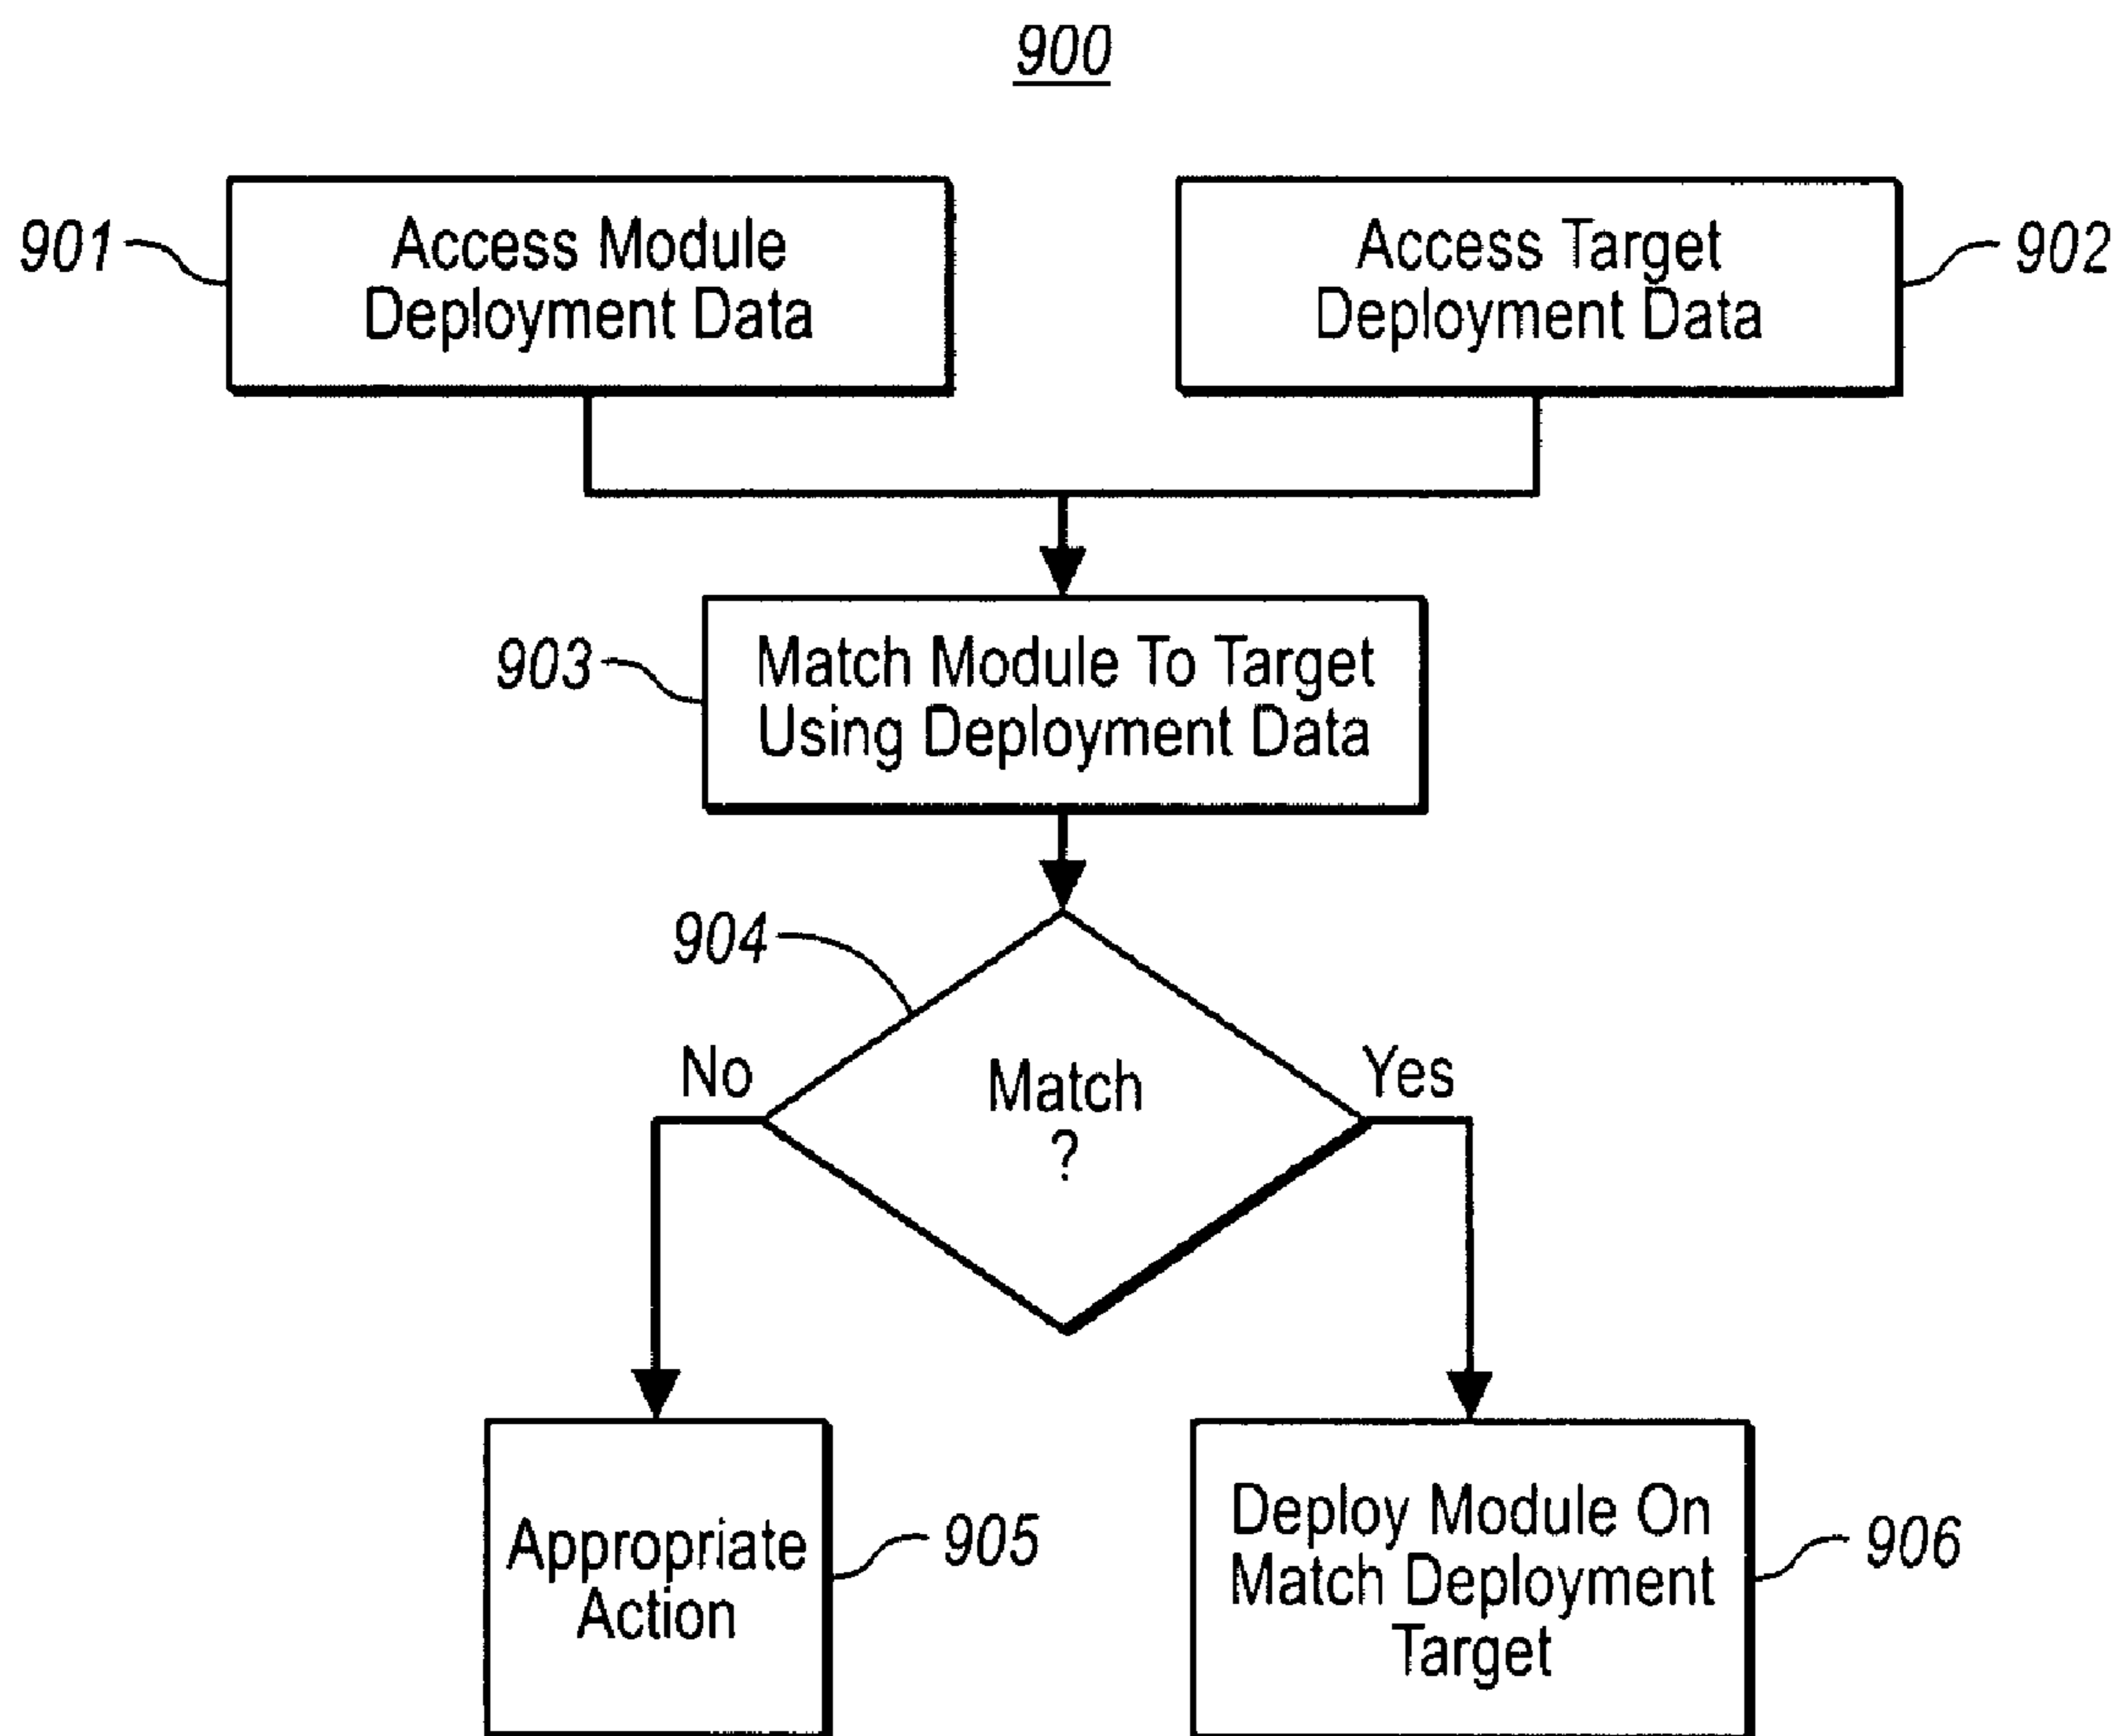 900
901
Access Module
Deployment Data
Access Target
Deployment Data
902
903
Match Module To Target
Using Deployment Data
904
No
Match
?
Yes
Appropriate
Action
905
Deploy Module On
Match Deployment
Target
906